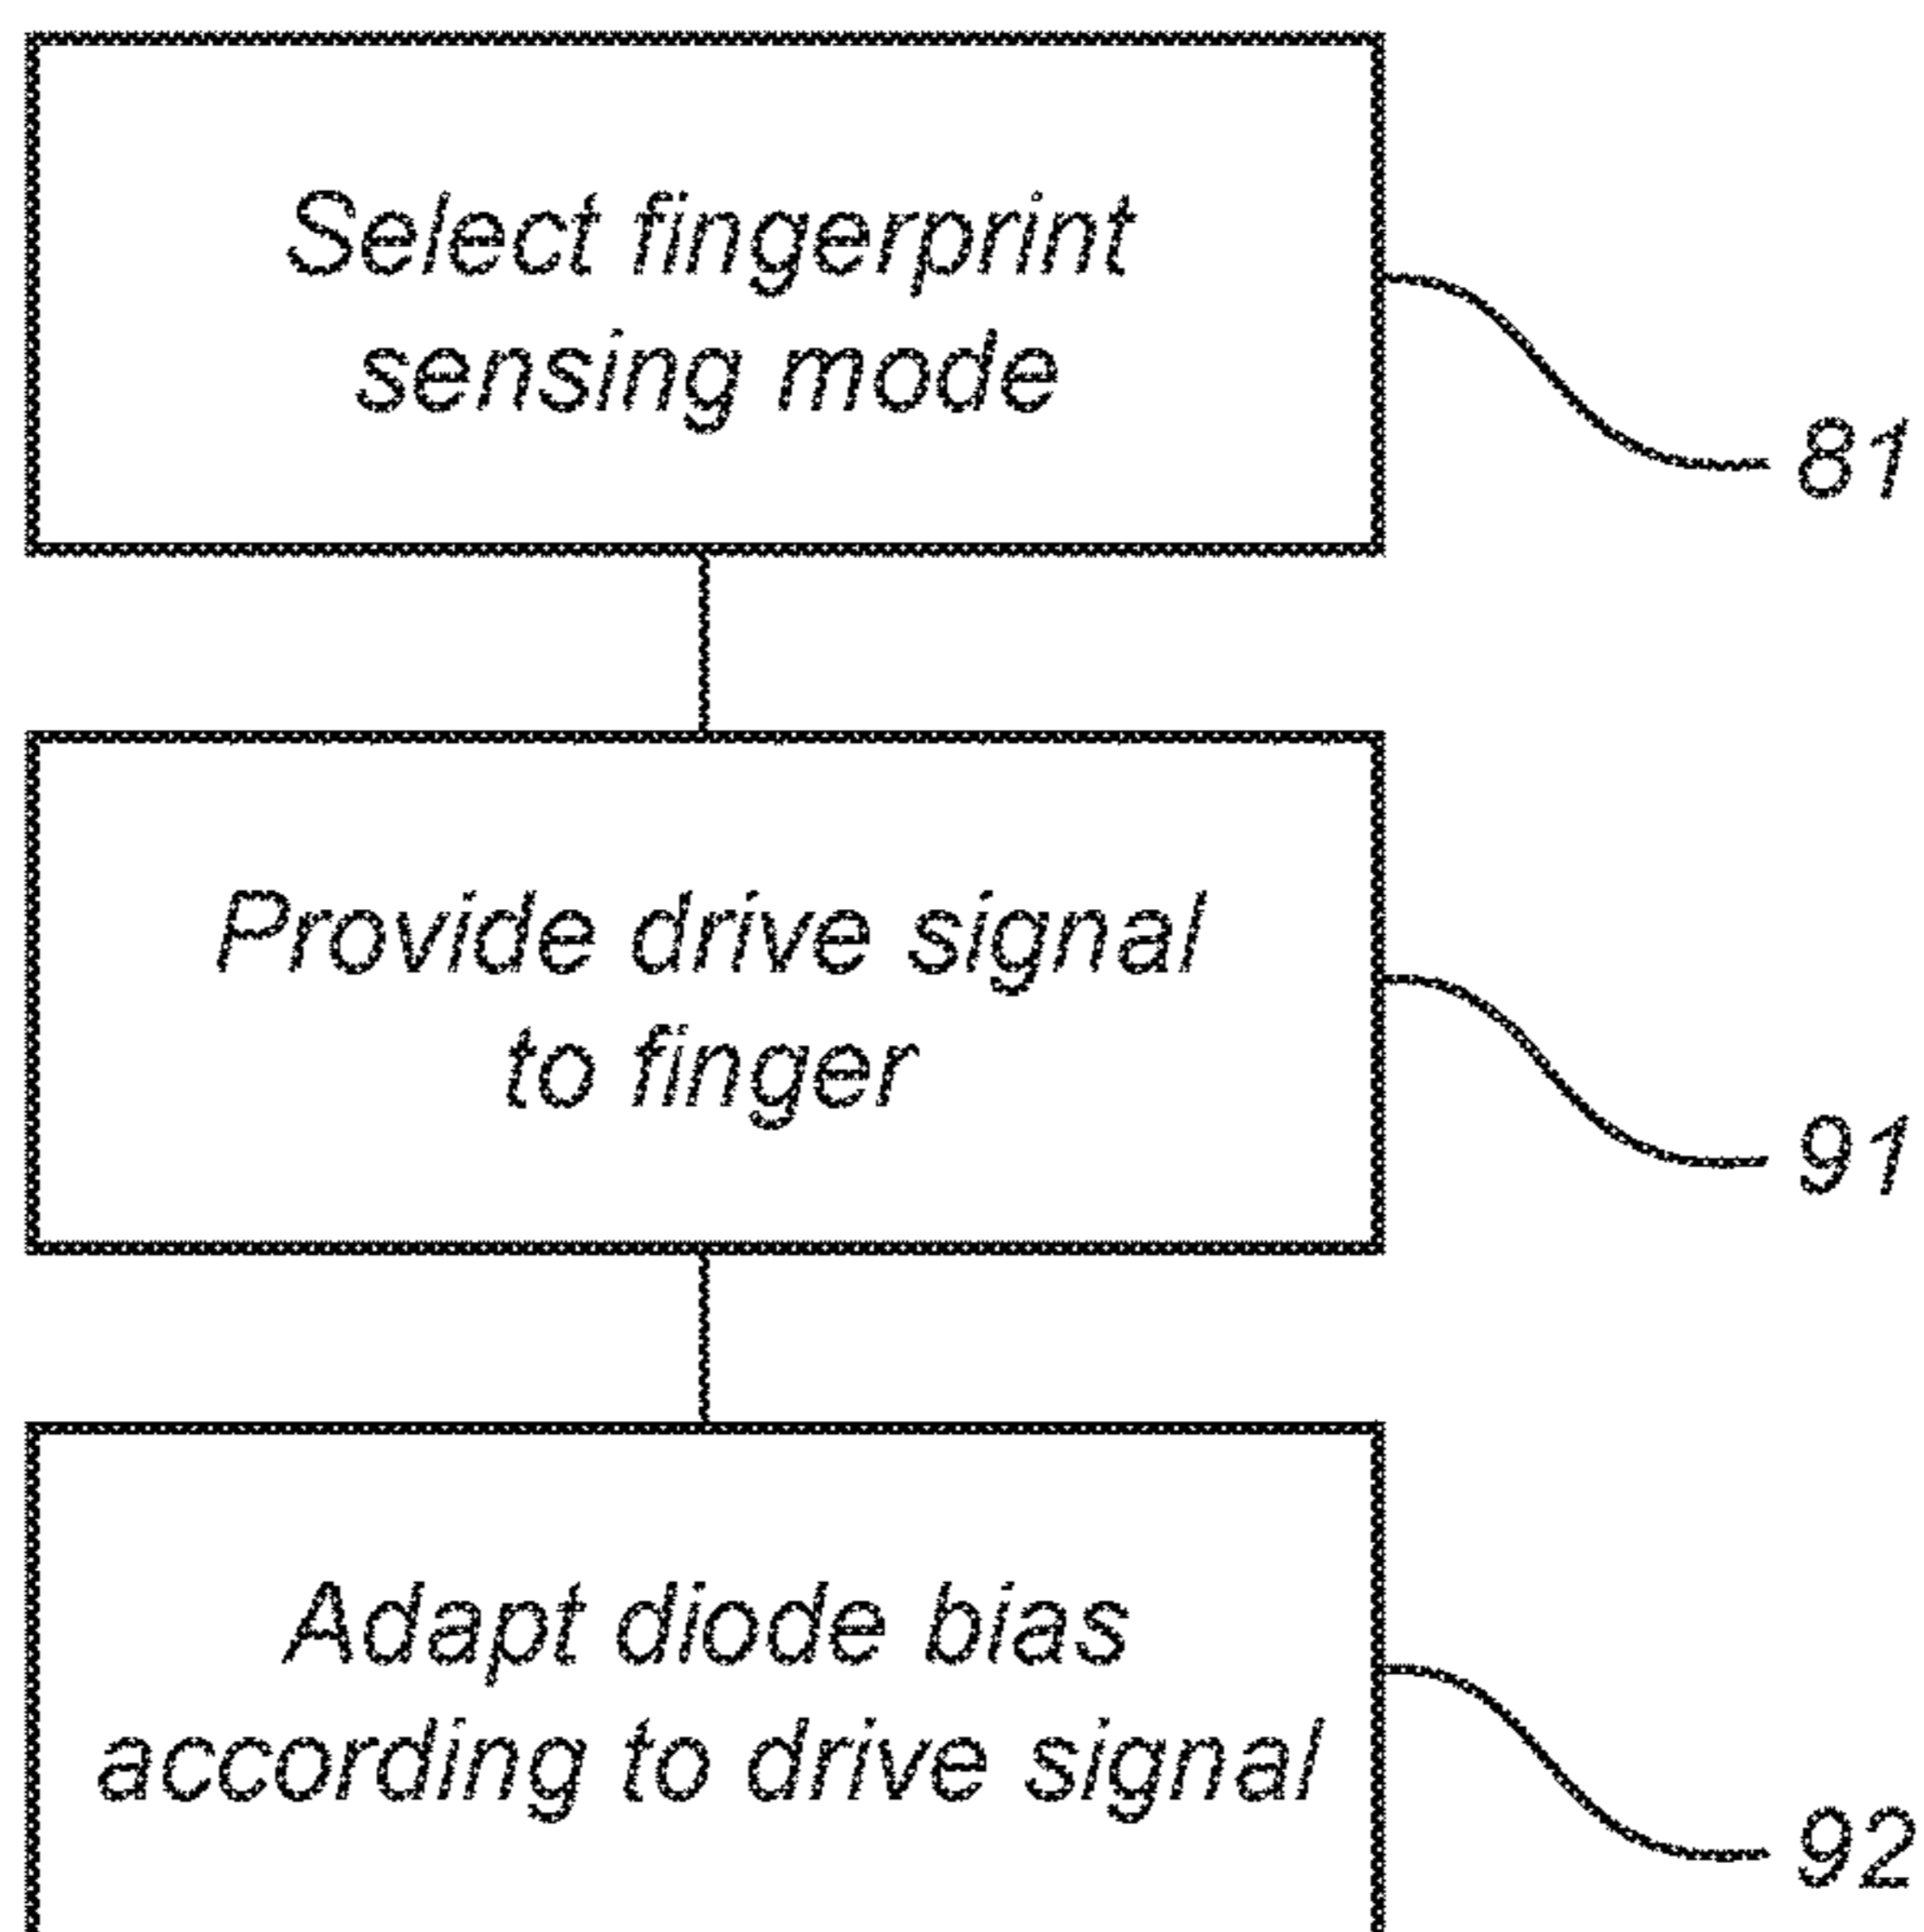 Select fingerprint
sensing mode
81
Provide drive signal
to finger
91
Adapt diode bias
according to drive signal
92